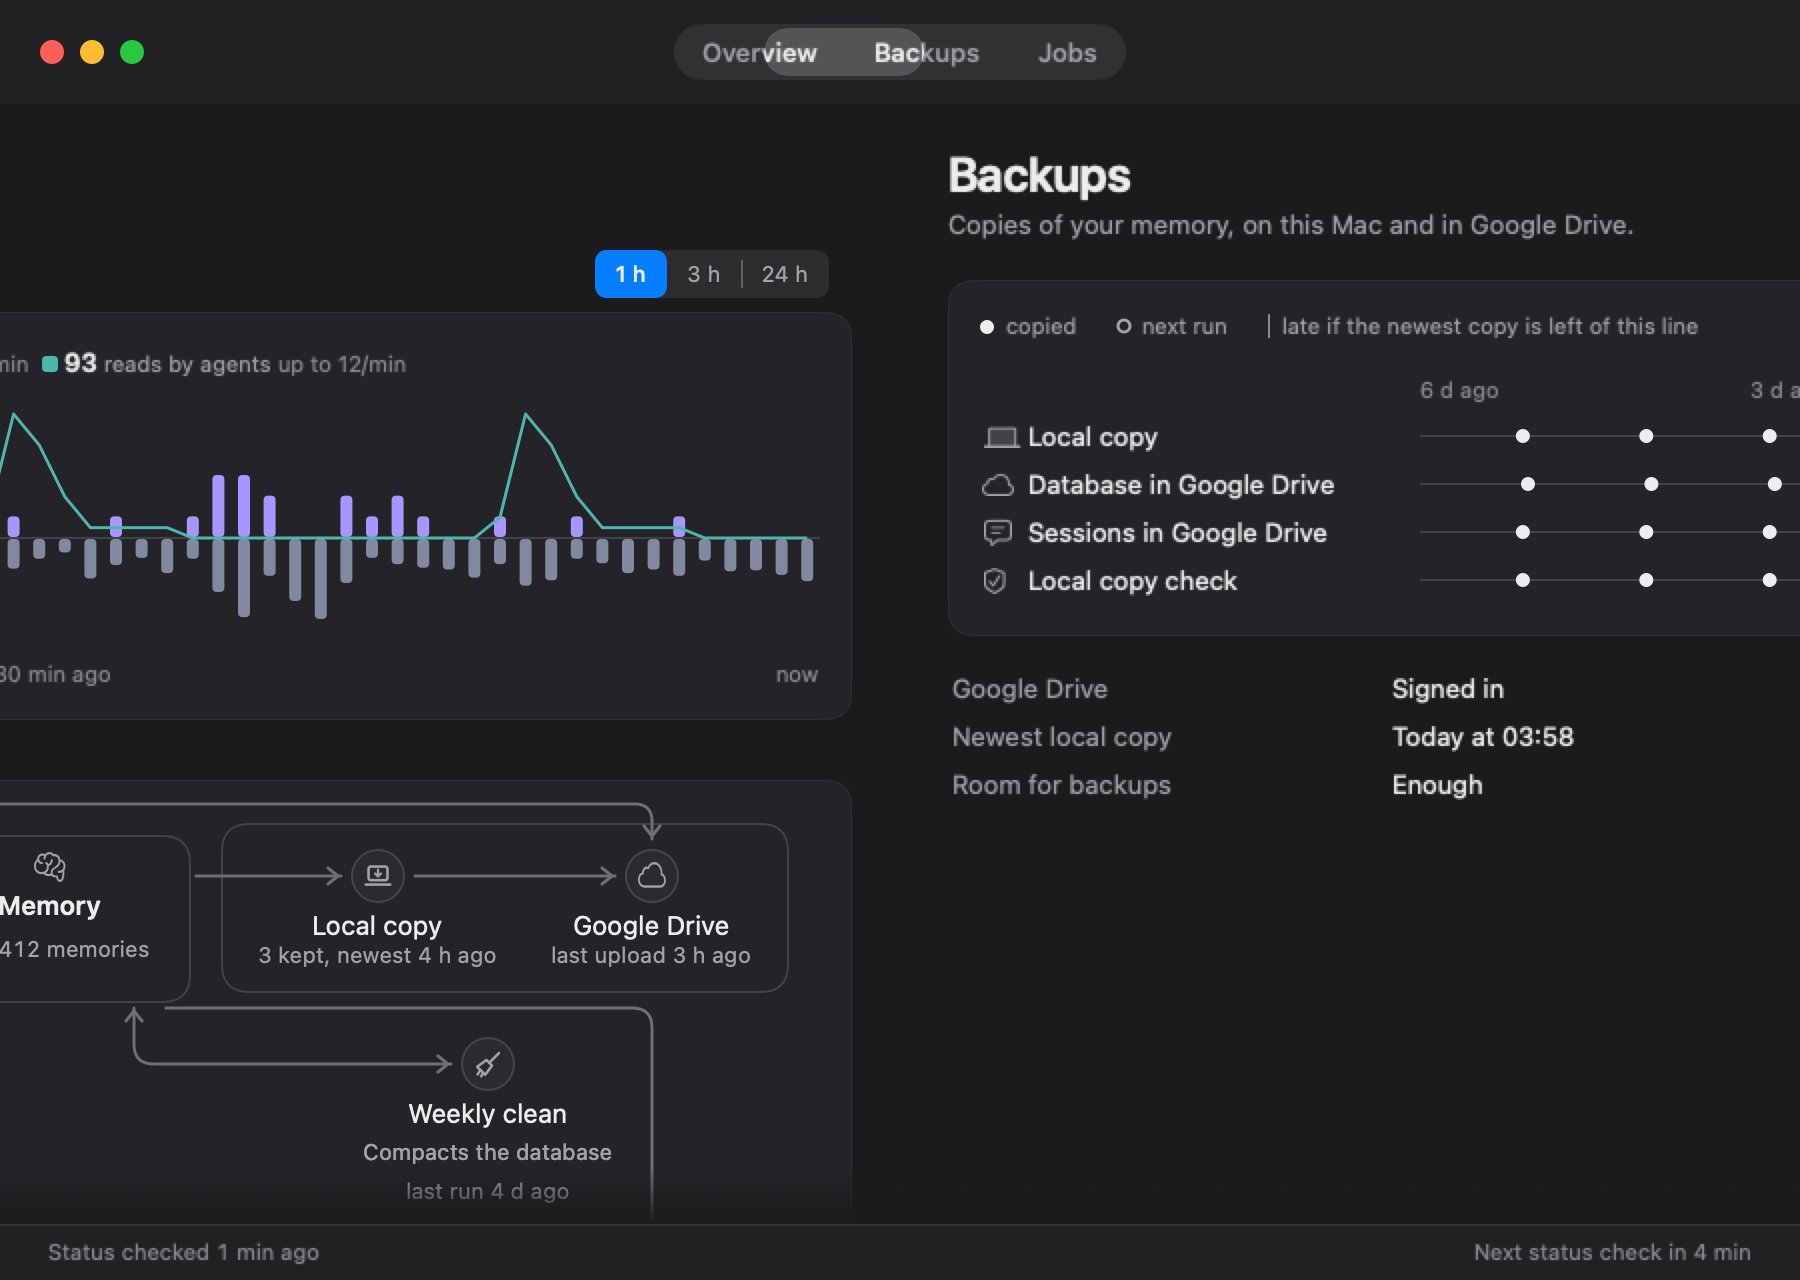 Overview Backups Jobs
Backups
Copies of your memory, on this Mac and in Google Drive.
1 h 3 h 24 h
copied next run late if the newest copy is left of this line
93 reads by agents up to 12/min
6 d ago 3 d
Local copy
Database in Google Drive
Sessions in Google Drive
Local copy check
30 min ago now
Google Drive Signed in
Newest local copy Today at 03:58
Room for backups Enough
Memory
412 memories
Local copy
3 kept, newest 4 h ago
Google Drive
last upload 3 h ago
Weekly clean
Compacts the database
last run 4 d ago
Status checked 1 min ago Next status check in 4 min